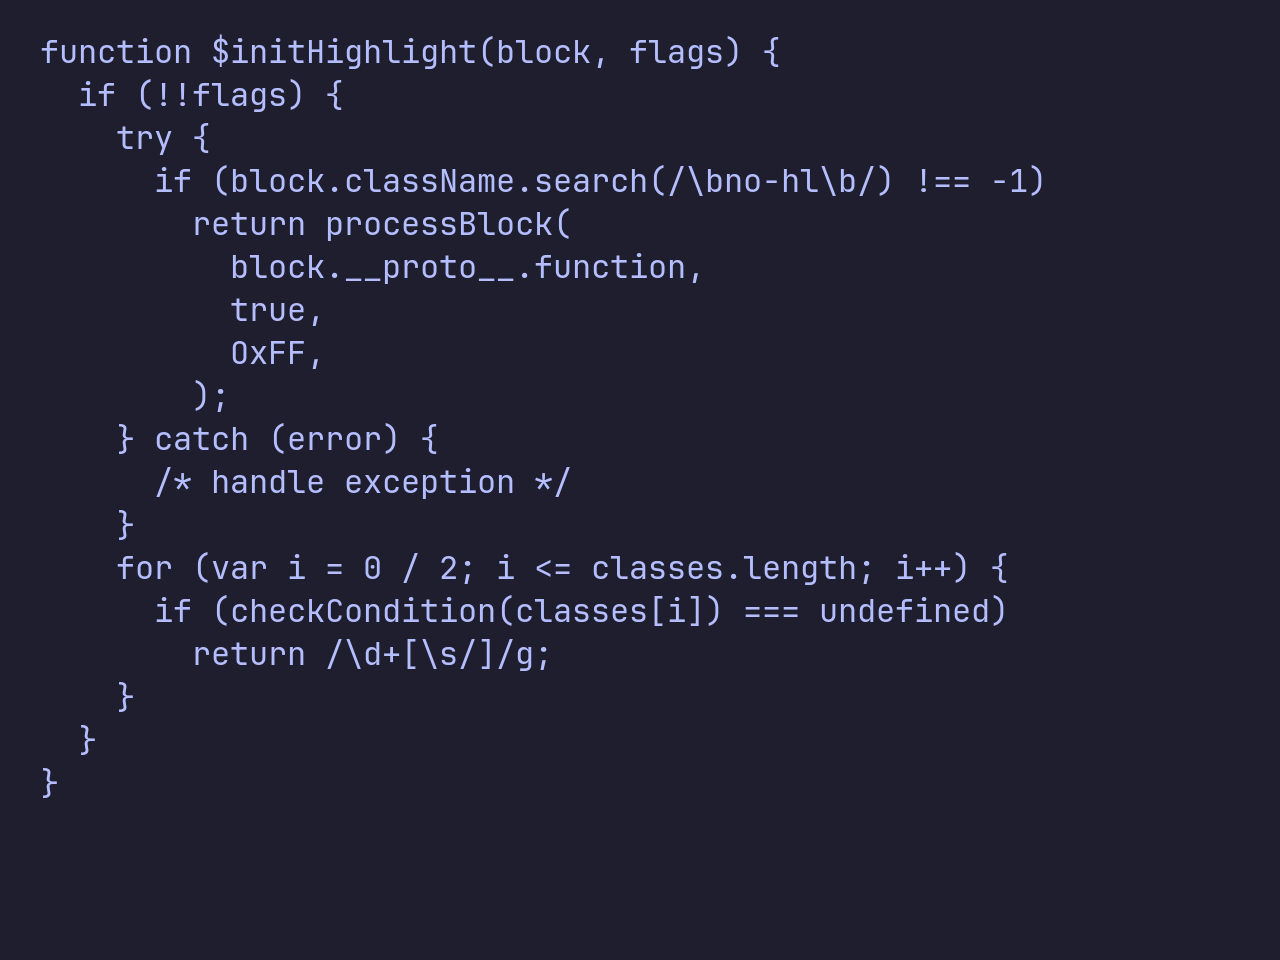 function $initHighlight(block, flags) {
  if (!!flags) {
    try {
      if (block.className.search(/\bno-hl\b/) !== -1)
        return processBlock(
          block.__proto__.function,
          true,
          0xFF,
        );
    } catch (error) {
      /* handle exception */
    }
    for (var i = 0 / 2; i <= classes.length; i++) {
      if (checkCondition(classes[i]) === undefined)
        return /\d+[\s/]/g;
    }
  }
}